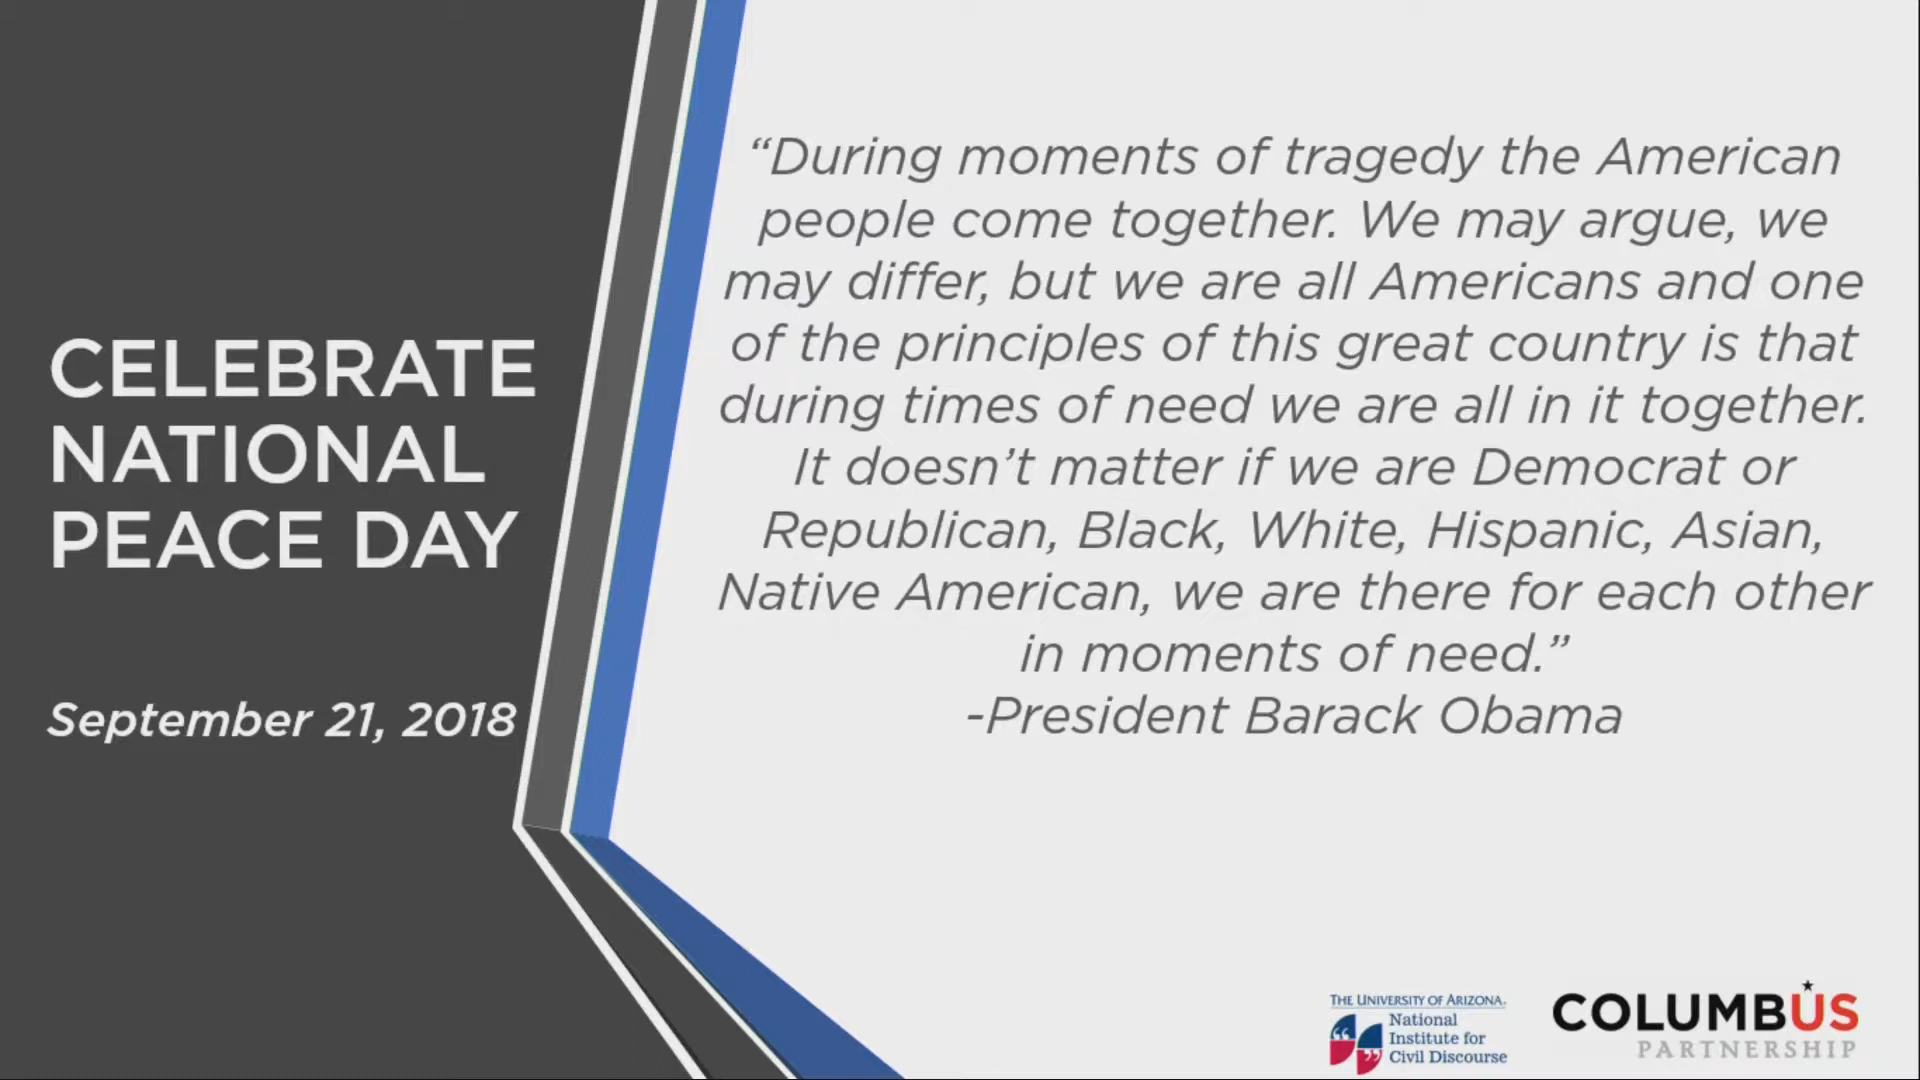 CELEBRATE
NATIONAL
PEACE DAY
September 21, 2018
“During moments of tragedy the American
people come together. We may argue, we
may differ, but we are all Americans and one
of the principles of this great country is that
during times of need we are all in it together.
It doesn’t matter if we are Democrat or
Republican, Black, White, Hispanic, Asian,
Native American, we are there for each other
in moments of need.”
-President Barack Obama
THE UNIVERSITY OF ARIZONA.
National
Institute for
Civil Discourse
COLUMBUS
PARTNERSHIP